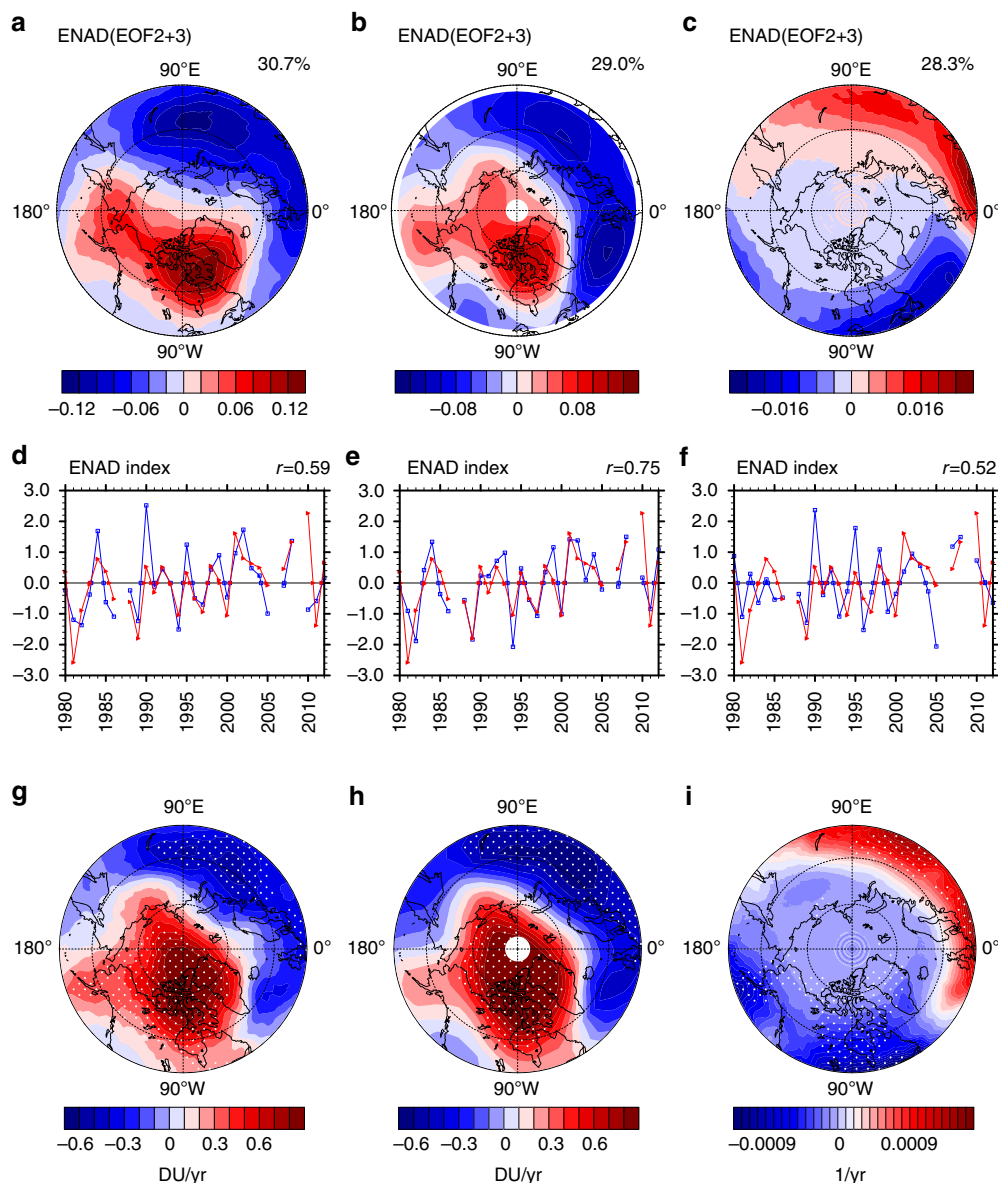 a b c
ENAD(EOF2+3) ENAD(EOF2+3) ENAD(EOF2+3)
90°E 30.7% 90°E 29.0% 90°E 28.3%
180° 0° 180° 0° 180° 0°
90°W 90°W 90°W
−0.12 −0.06 0 0.06 0.12 −0.08 0 0.08 −0.016 0 0.016
d e f
ENAD index r=0.59 ENAD index r=0.75 ENAD index r=0.52
3.0 3.0 3.0
2.0 2.0 2.0
1.0 1.0 1.0
0.0 0.0 0.0
−1.0 −1.0 −1.0
−2.0 −2.0 −2.0
−3.0 −3.0 −3.0
1980 1985 1990 1995 2000 2005 2010 1980 1985 1990 1995 2000 2005 2010 1980 1985 1990 1995 2000 2005 2010
g h i
90°E 90°E 90°E
180° 0° 180° 0° 180° 0°
90°W 90°W 90°W
−0.6 −0.3 0 0.3 0.6 −0.6 −0.3 0 0.3 0.6 −0.0009 0 0.0009
DU/yr DU/yr 1/yr